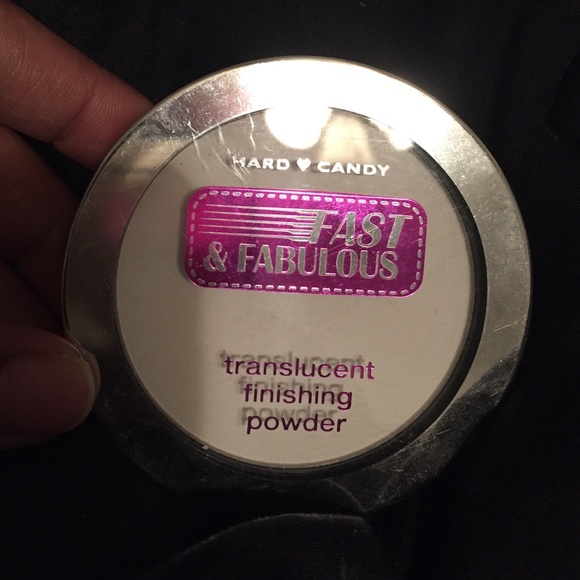 HARD ♥ CANDY
FAST
& FABULOUS
translucent
finishing
powder